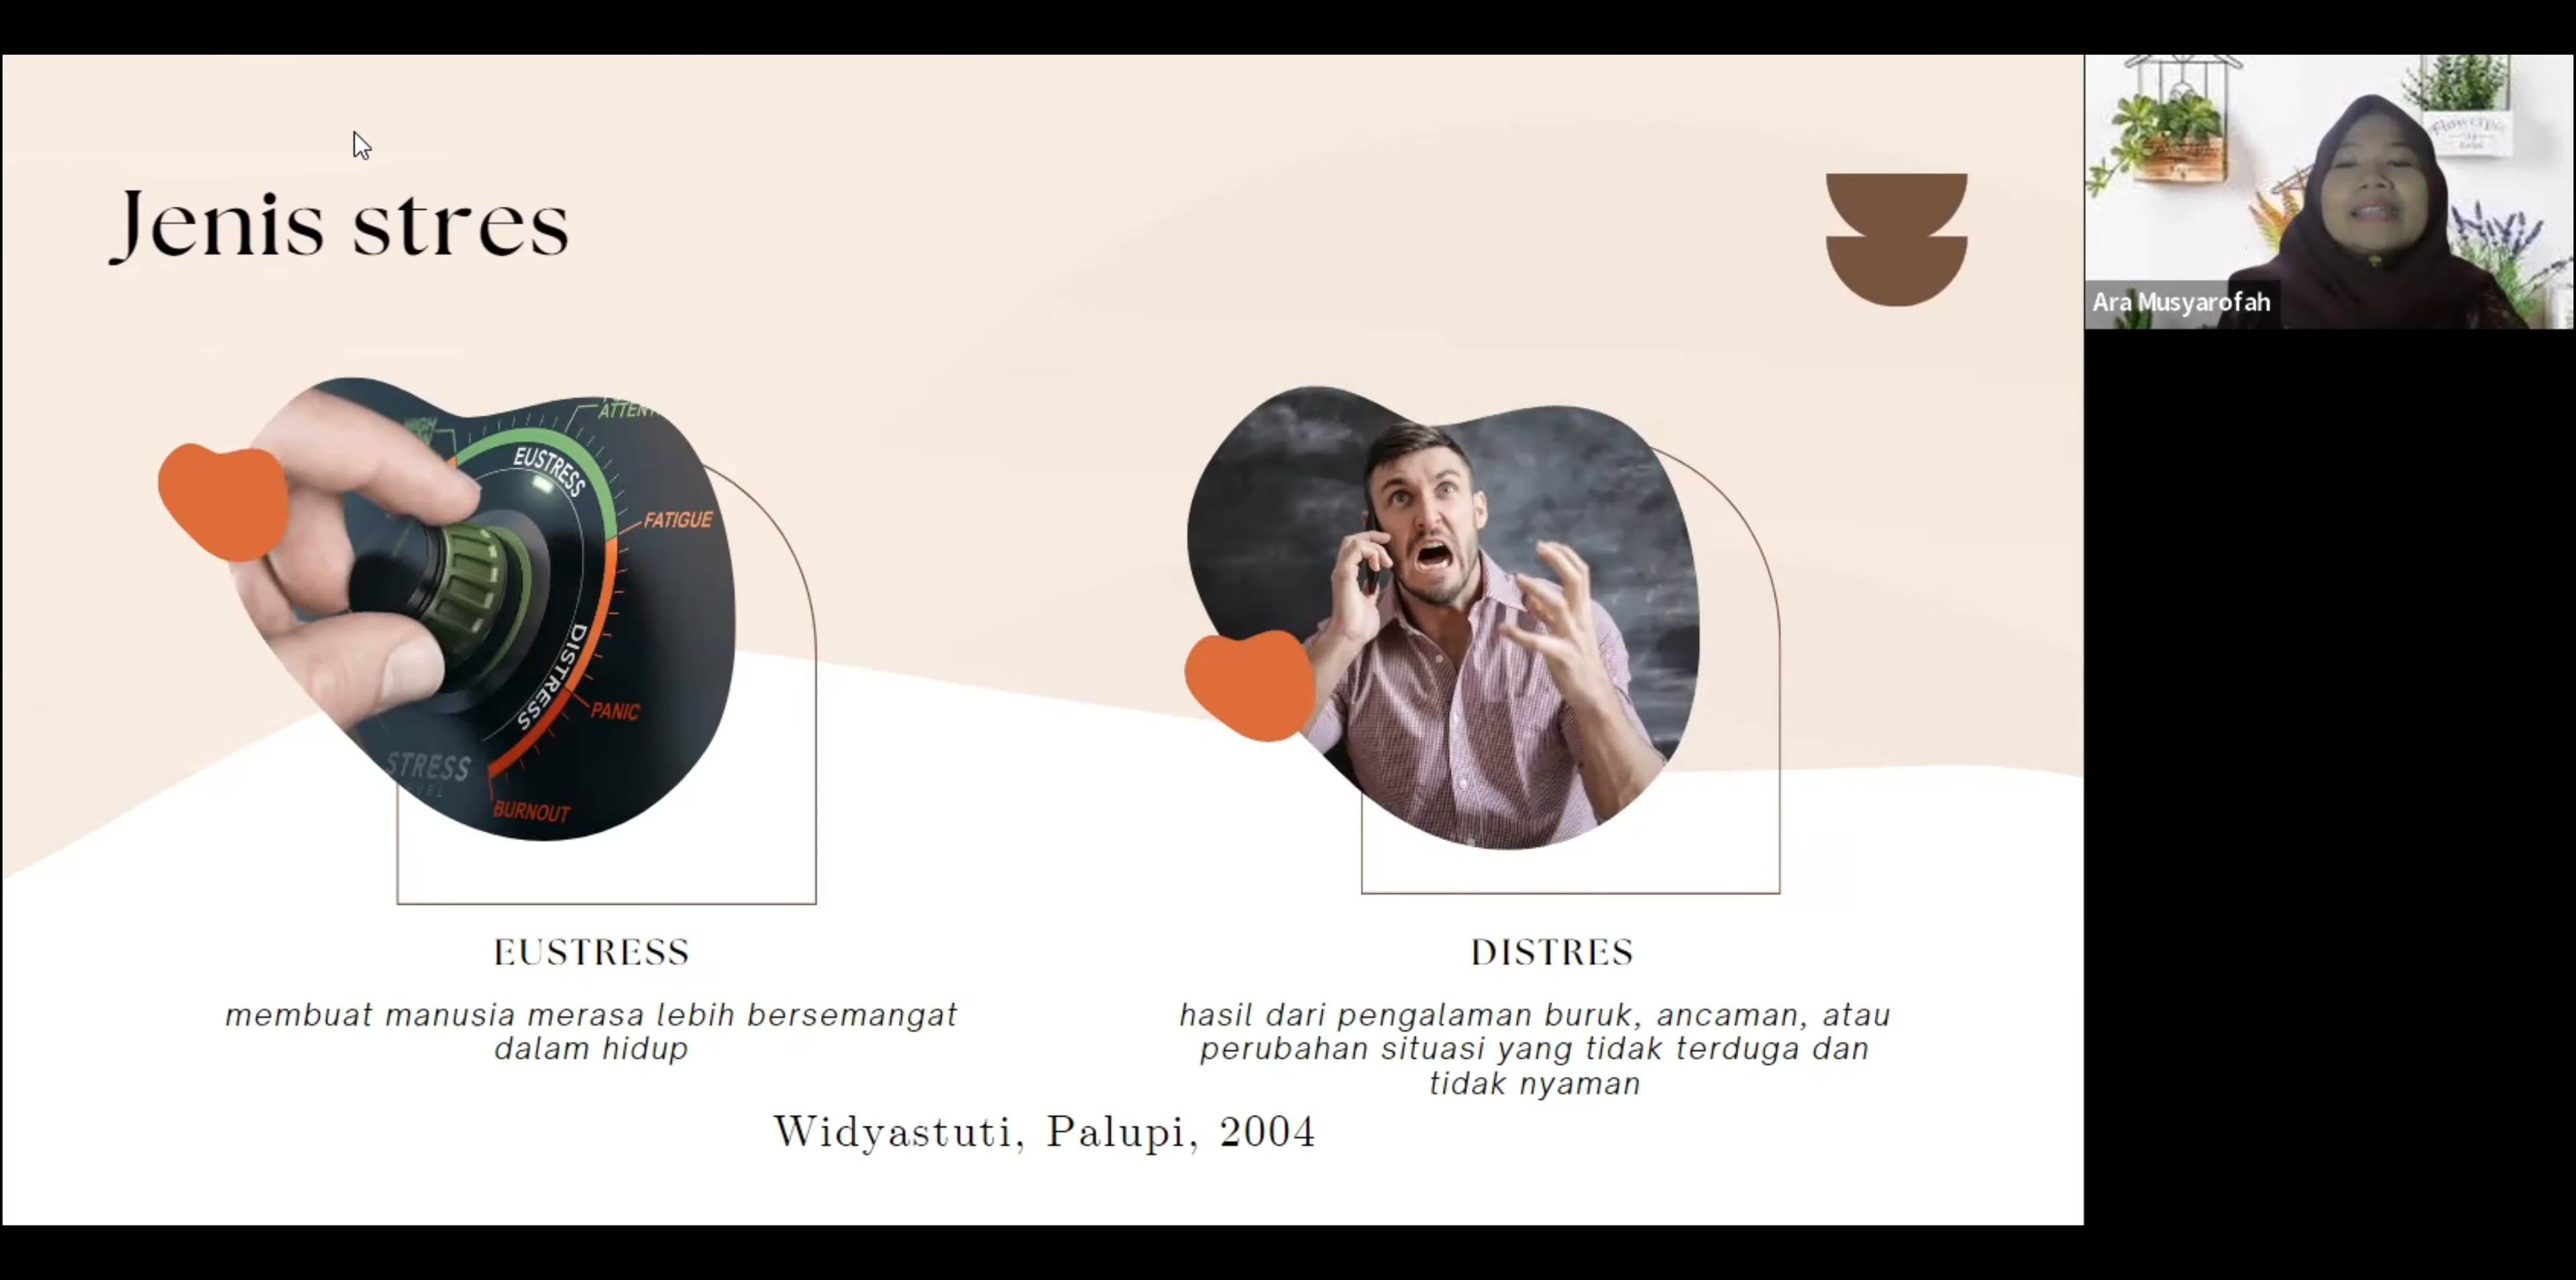 Jenis stres
Ara Musyarofah
ATTEN
EUSTRESS
FATIGUE
DISTRESS
PANIC
STRESS
BURNOUT
EUSTRESS
membuat manusia merasa lebih bersemangat
dalam hidup
DISTRES
hasil dari pengalaman buruk, ancaman, atau
perubahan situasi yang tidak terduga dan
tidak nyaman
Widyastuti, Palupi, 2004